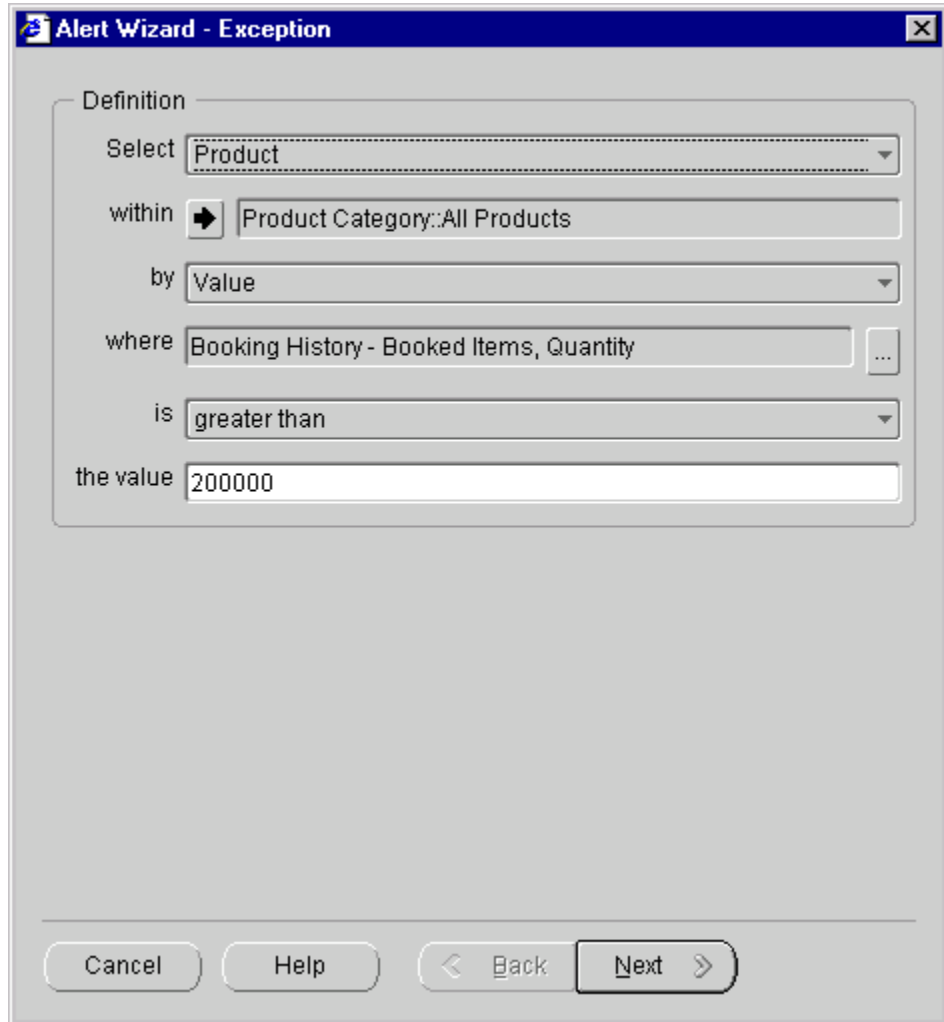 Alert Wizard - Exception
Definition
Select Product
within Product Category::All Products
by Value
where Booking History - Booked Items, Quantity ...
is greater than
the value 200000
Cancel Help Back Next